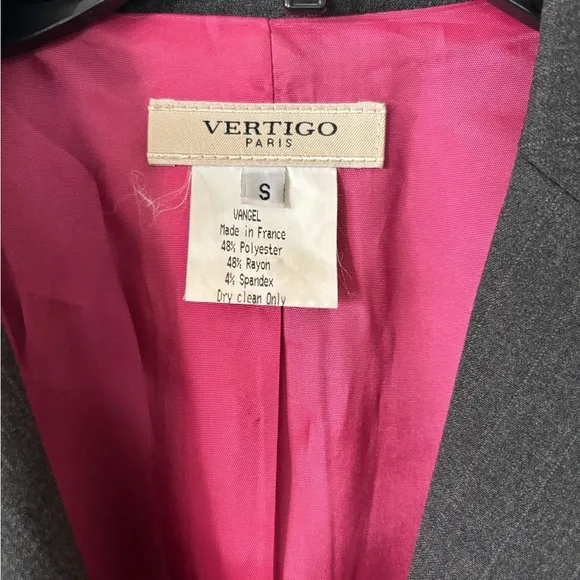 VERTIGO
PARIS
S
VANGEL
Made in France
48% Polyester
48% Rayon
4% Spandex
Dry clean Only